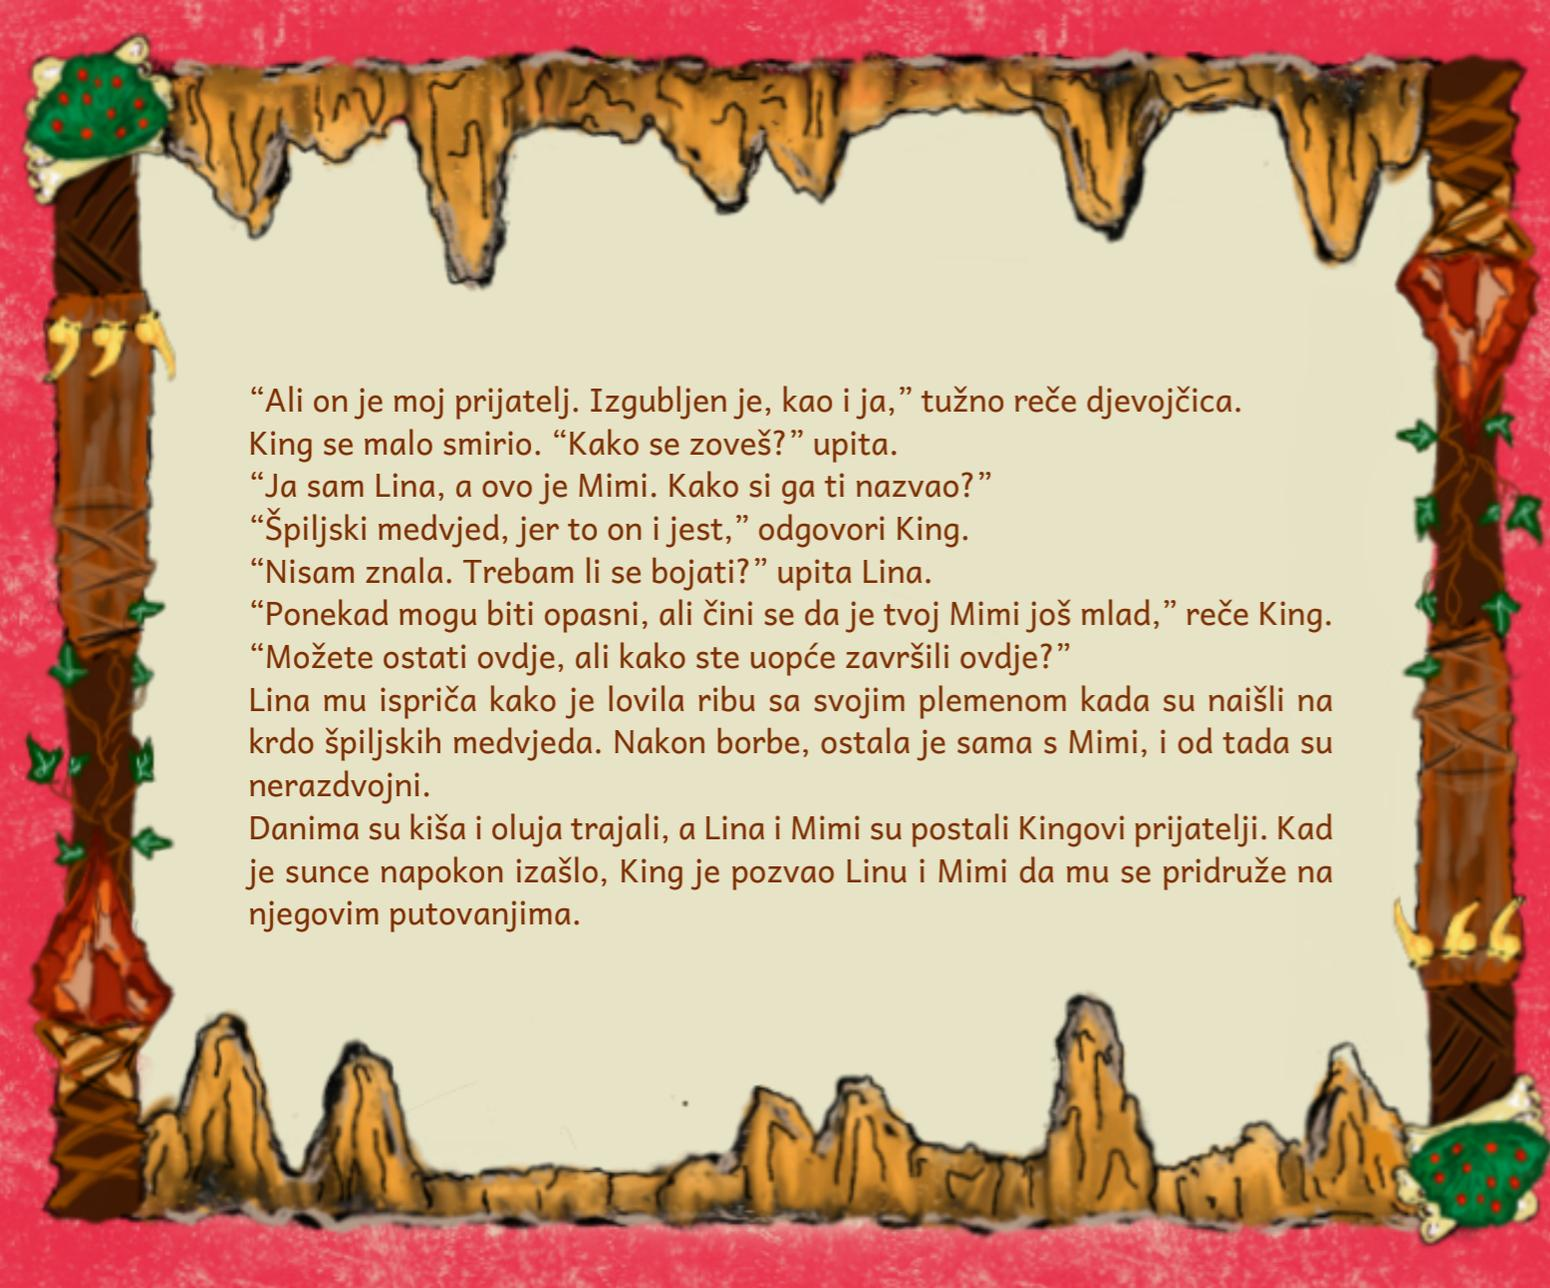 “Ali on je moj prijatelj. Izgubljen je, kao i ja,” tužno reče djevojčica.
King se malo smirio. “Kako se zoveš?” upita.
“Ja sam Lina, a ovo je Mimi. Kako si ga ti nazvao?”
“Špiljski medvjed, jer to on i jest,” odgovori King.
“Nisam znala. Trebam li se bojati?” upita Lina.
“Ponekad mogu biti opasni, ali čini se da je tvoj Mimi još mlad,” reče King.
“Možete ostati ovdje, ali kako ste uopće završili ovdje?”
Lina mu ispriča kako je lovila ribu sa svojim plemenom kada su naišli na
krdo špiljskih medvjeda. Nakon borbe, ostala je sama s Mimi, i od tada su
nerazdvojni.
Danima su kiša i oluja trajali, a Lina i Mimi su postali Kingovi prijatelji. Kad
je sunce napokon izašlo, King je pozvao Linu i Mimi da mu se pridruže na
njegovim putovanjima.